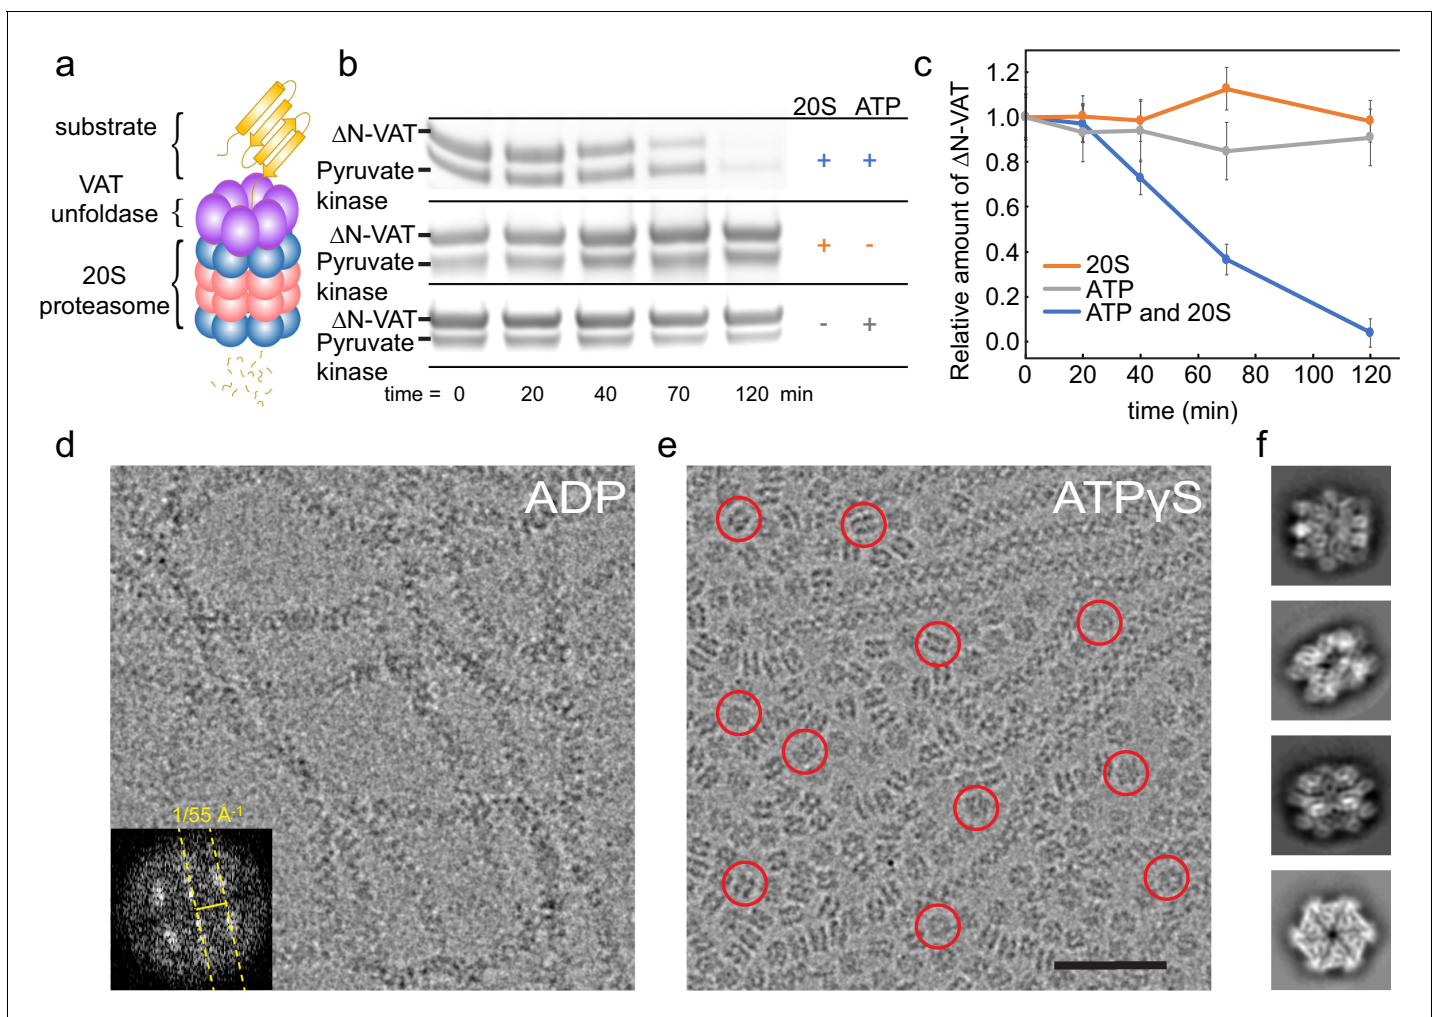 a
substrate
VAT
unfoldase
20S
proteasome
b
20S ATP
ΔN-VAT
Pyruvate
kinase
+ +
ΔN-VAT
Pyruvate
kinase
+ -
ΔN-VAT
Pyruvate
kinase
- +
time = 0 20 40 70 120 min
c
Relative amount of ΔN-VAT
1.2
1.0
0.8
0.6
0.4
0.2
0.0
20S
ATP
ATP and 20S
0 20 40 60 80 100 120
time (min)
d
ADP
1/55 Å-1
e
ATPγS
f